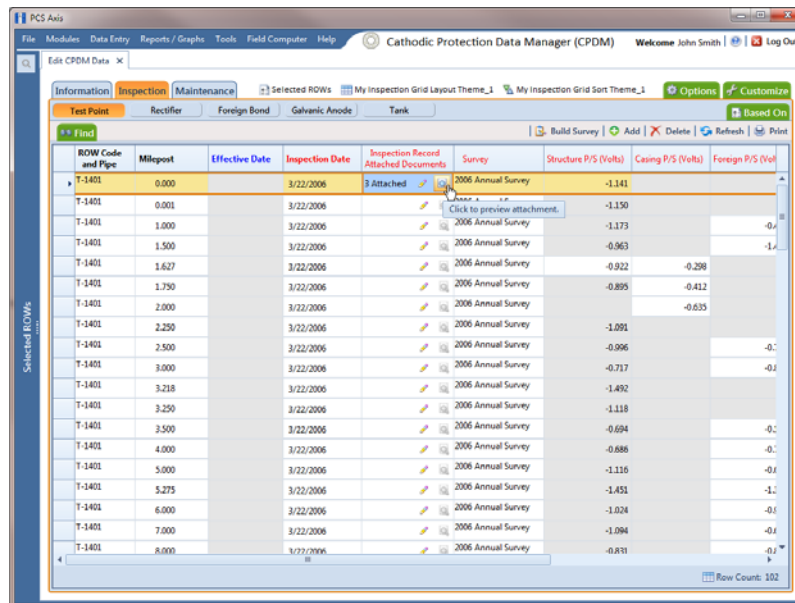 PCS Axis
File Modules Data Entry Reports / Graphs Tools Field Computer Help Cathodic Protection Data Manager (CPDM) Welcome John Smith Log Ou
Edit CPDM Data X
Information Inspection Maintenance Selected ROWs My Inspection Grid Layout Theme_1 My Inspection Grid Sort Theme_1 Options Customize
Test Point Rectifier Foreign Bond Galvanic Anode Tank Based On
Find Build Survey Add Delete Refresh Print
ROW Code and Pipe Milepost Effective Date Inspection Date Inspection Record Attached Documents Survey Structure P/S (Volts) Casing P/S (Volts) Foreign P/S (Vol
T-1401 0.000 3/22/2006 3 Attached 2006 Annual Survey -1.141
T-1401 0.001 3/22/2006 -1.150
Click to preview attachment.
T-1401 1.000 3/22/2006 2006 Annual Survey -1.173
T-1401 1.500 3/22/2006 2006 Annual Survey -0.963
T-1401 1.627 3/22/2006 2006 Annual Survey -0.922 -0.298
T-1401 1.750 3/22/2006 2006 Annual Survey -0.895 -0.412
T-1401 2.000 3/22/2006 2006 Annual Survey -0.635
T-1401 2.250 3/22/2006 2006 Annual Survey -1.091
T-1401 2.500 3/22/2006 2006 Annual Survey -0.996
T-1401 3.000 3/22/2006 2006 Annual Survey -0.717
T-1401 3.218 3/22/2006 2006 Annual Survey -1.492
T-1401 3.250 3/22/2006 2006 Annual Survey -1.118
T-1401 3.500 3/22/2006 2006 Annual Survey -0.694
T-1401 4.000 3/22/2006 2006 Annual Survey -0.686
T-1401 5.000 3/22/2006 2006 Annual Survey -1.116
T-1401 5.275 3/22/2006 2006 Annual Survey -1.451
T-1401 6.000 3/22/2006 2006 Annual Survey -1.024
T-1401 7.000 3/22/2006 2006 Annual Survey -1.094
T-1401 8.000 3/22/2006 2006 Annual Survey -0.831
Row Count: 102
Selected ROWs